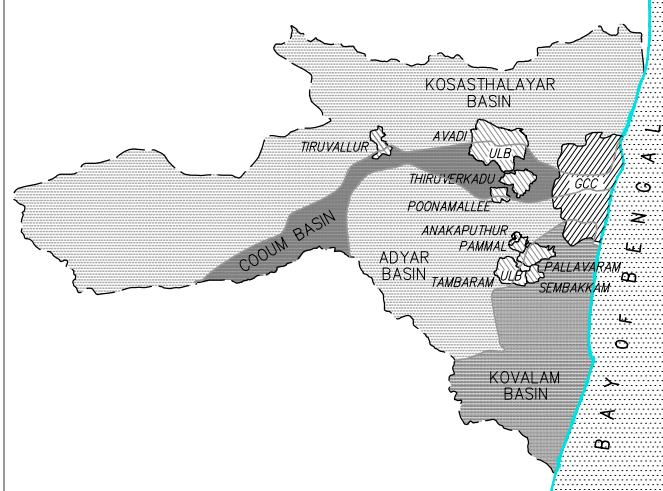 KOSASTHALAYAR
BASIN
AVADI
TIRUVALLUR
ULB
THIRUVERKADU
GCC
POONAMALLEE
COOUM BASIN
ANAKAPUTHUR
PAMMAL
ADYAR
BASIN
PALLAVARAM
TAMBARAM
ULB
SEMBAKKAM
KOVALAM
BASIN
BAY OF BENGAL